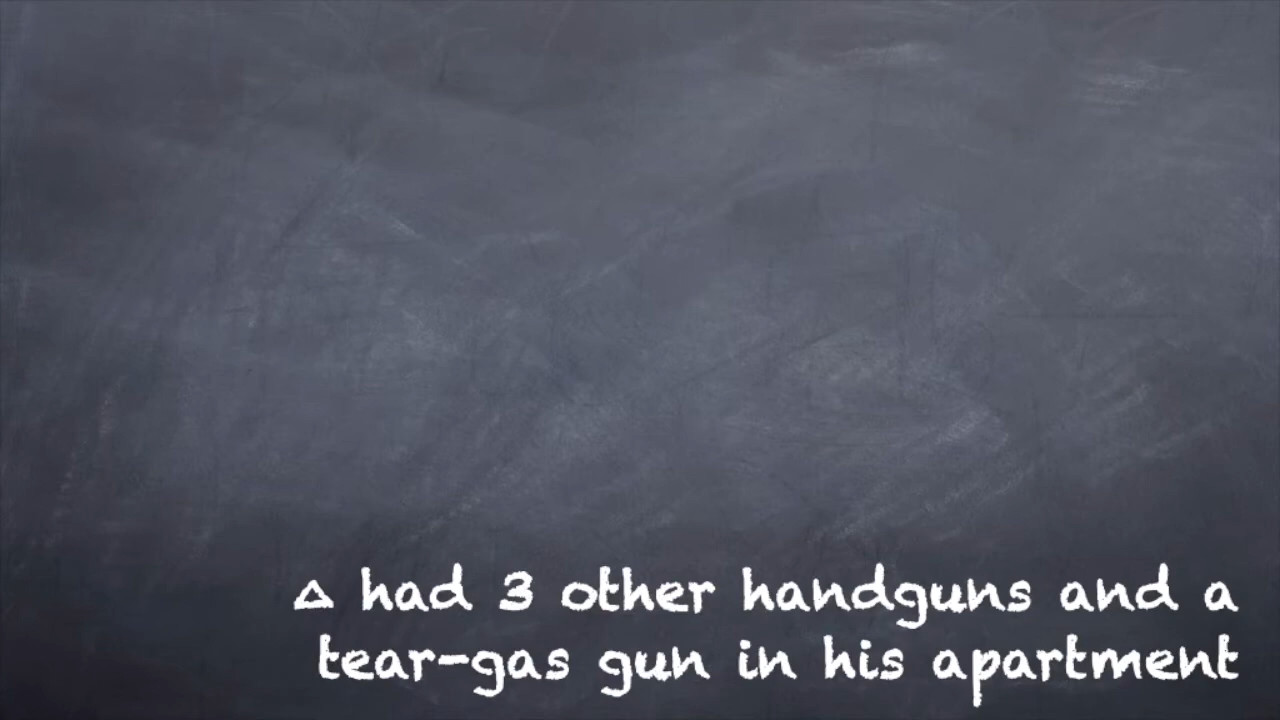 Δ had 3 other handguns and a
tear-gas gun in his apartment